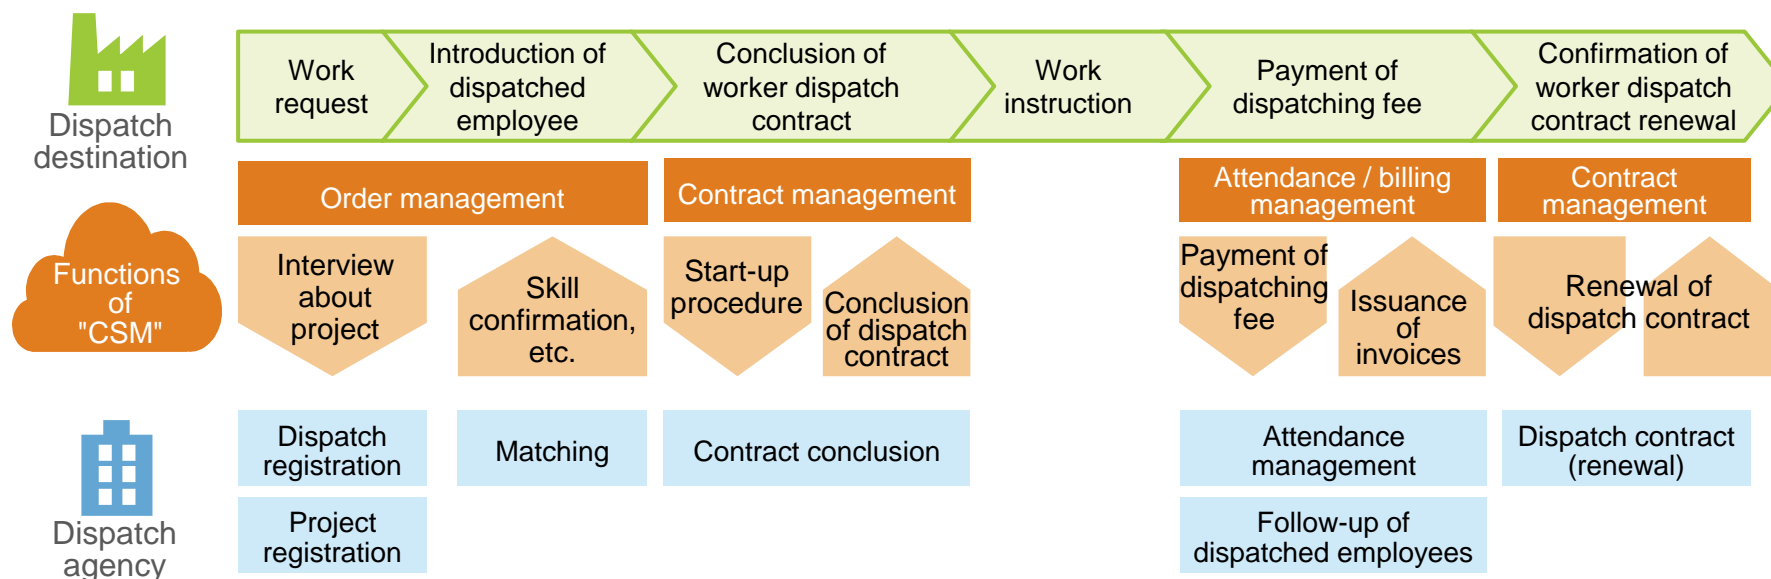 Dispatch
destination
Work
request
Introduction of
dispatched
employee
Conclusion of
worker dispatch
contract
Work
instruction
Payment of
dispatching fee
Confirmation of
worker dispatch
contract renewal
Functions
of
"CSM"
Order management
Contract management
Attendance / billing
management
Contract
management
Interview
about
project
Skill
confirmation,
etc.
Start-up
procedure
Conclusion
of dispatch
contract
Payment of
dispatching
fee
Issuance
of
invoices
Renewal of
dispatch contract
Dispatch
agency
Dispatch
registration
Matching
Contract conclusion
Attendance
management
Dispatch contract
(renewal)
Project
registration
Follow-up of
dispatched employees